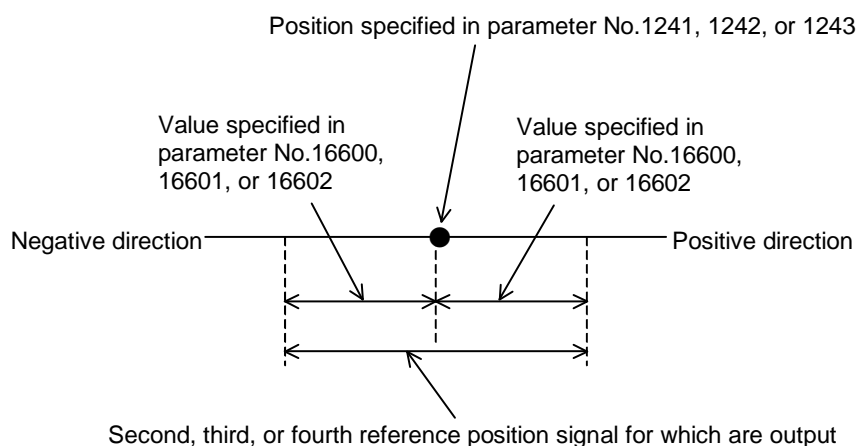 Position specified in parameter No.1241, 1242, or 1243
Value specified in
parameter No.16600,
16601, or 16602
Value specified in
parameter No.16600,
16601, or 16602
Negative direction
Positive direction
Second, third, or fourth reference position signal for which are output